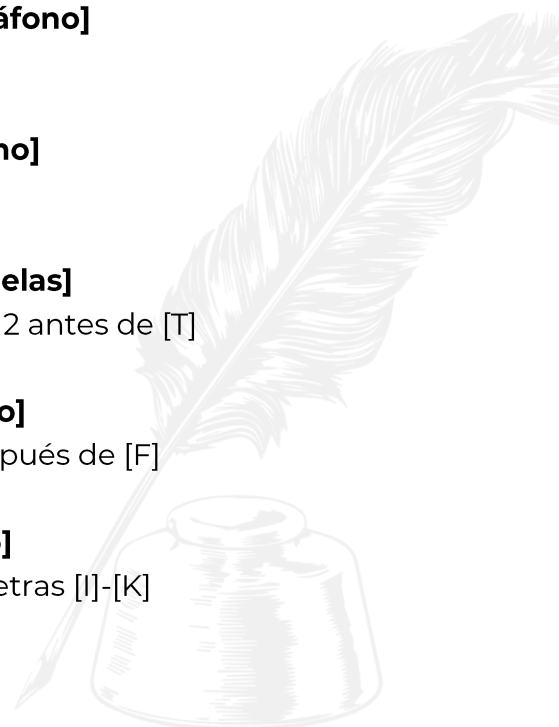 áfono]
no]
elas]
2 antes de [T]
o]
pués de [F]
]
etras [I]-[K]